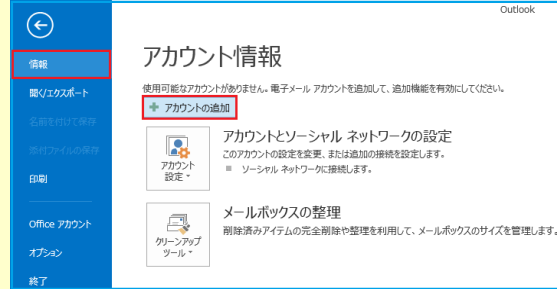 Outlook
情報
開く/エクスポート
名前を付けて保存
添付ファイルの保存
印刷
Office アカウント
オプション
終了
アカウント情報
使用可能なアカウントがありません。電子メール アカウントを追加して、追加機能を有効にしてください。
アカウントの追加
アカウント
設定
アカウントとソーシャル ネットワークの設定
このアカウントの設定を変更、または追加の接続を設定します。
ソーシャル ネットワークに接続します。
クリーンアップ
ツール
メールボックスの整理
削除済みアイテムの完全削除や整理を利用して、メールボックスのサイズを管理します。